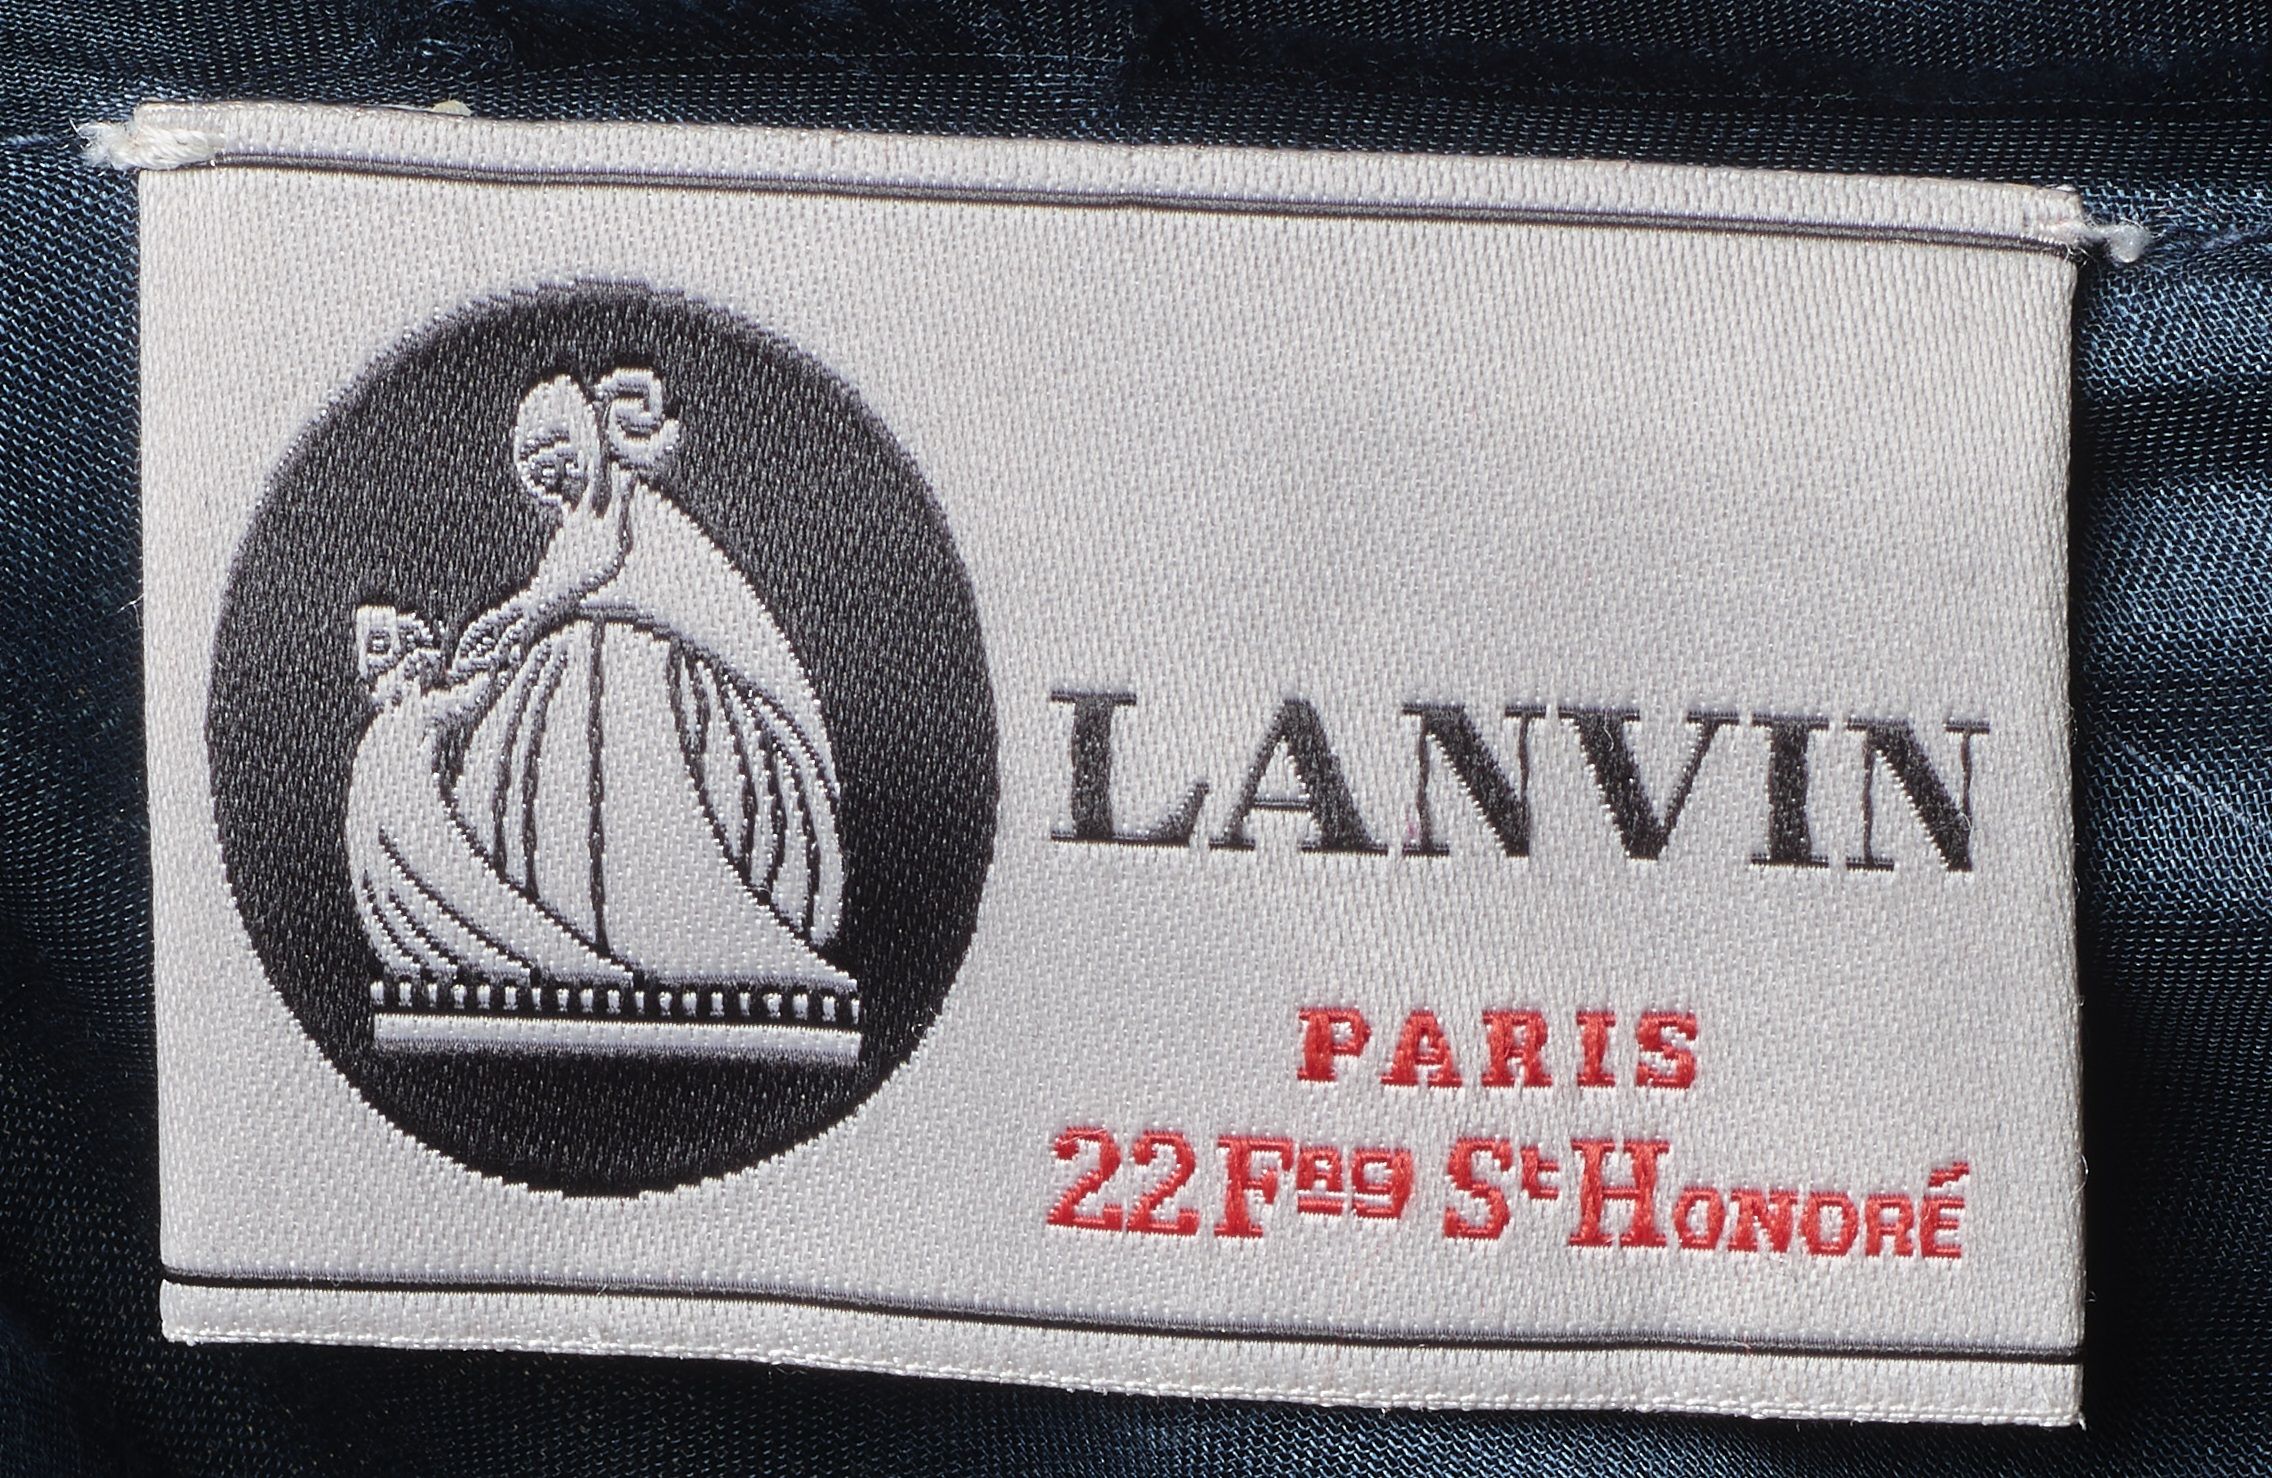 LANVIN
PARIS
22 Fbg St Honoré